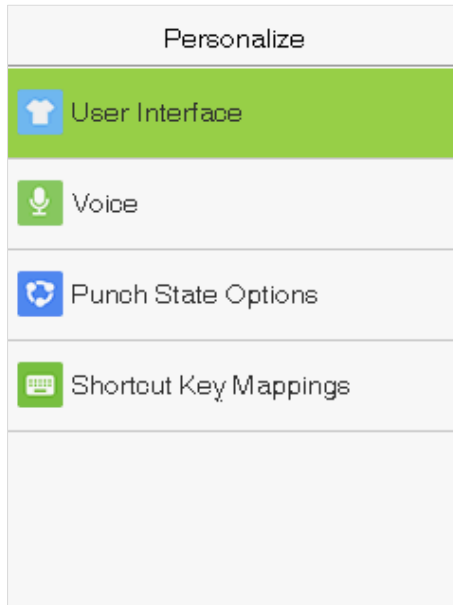 Personalize
User Interface
Voice
Punch State Options
Shortcut Key Mappings